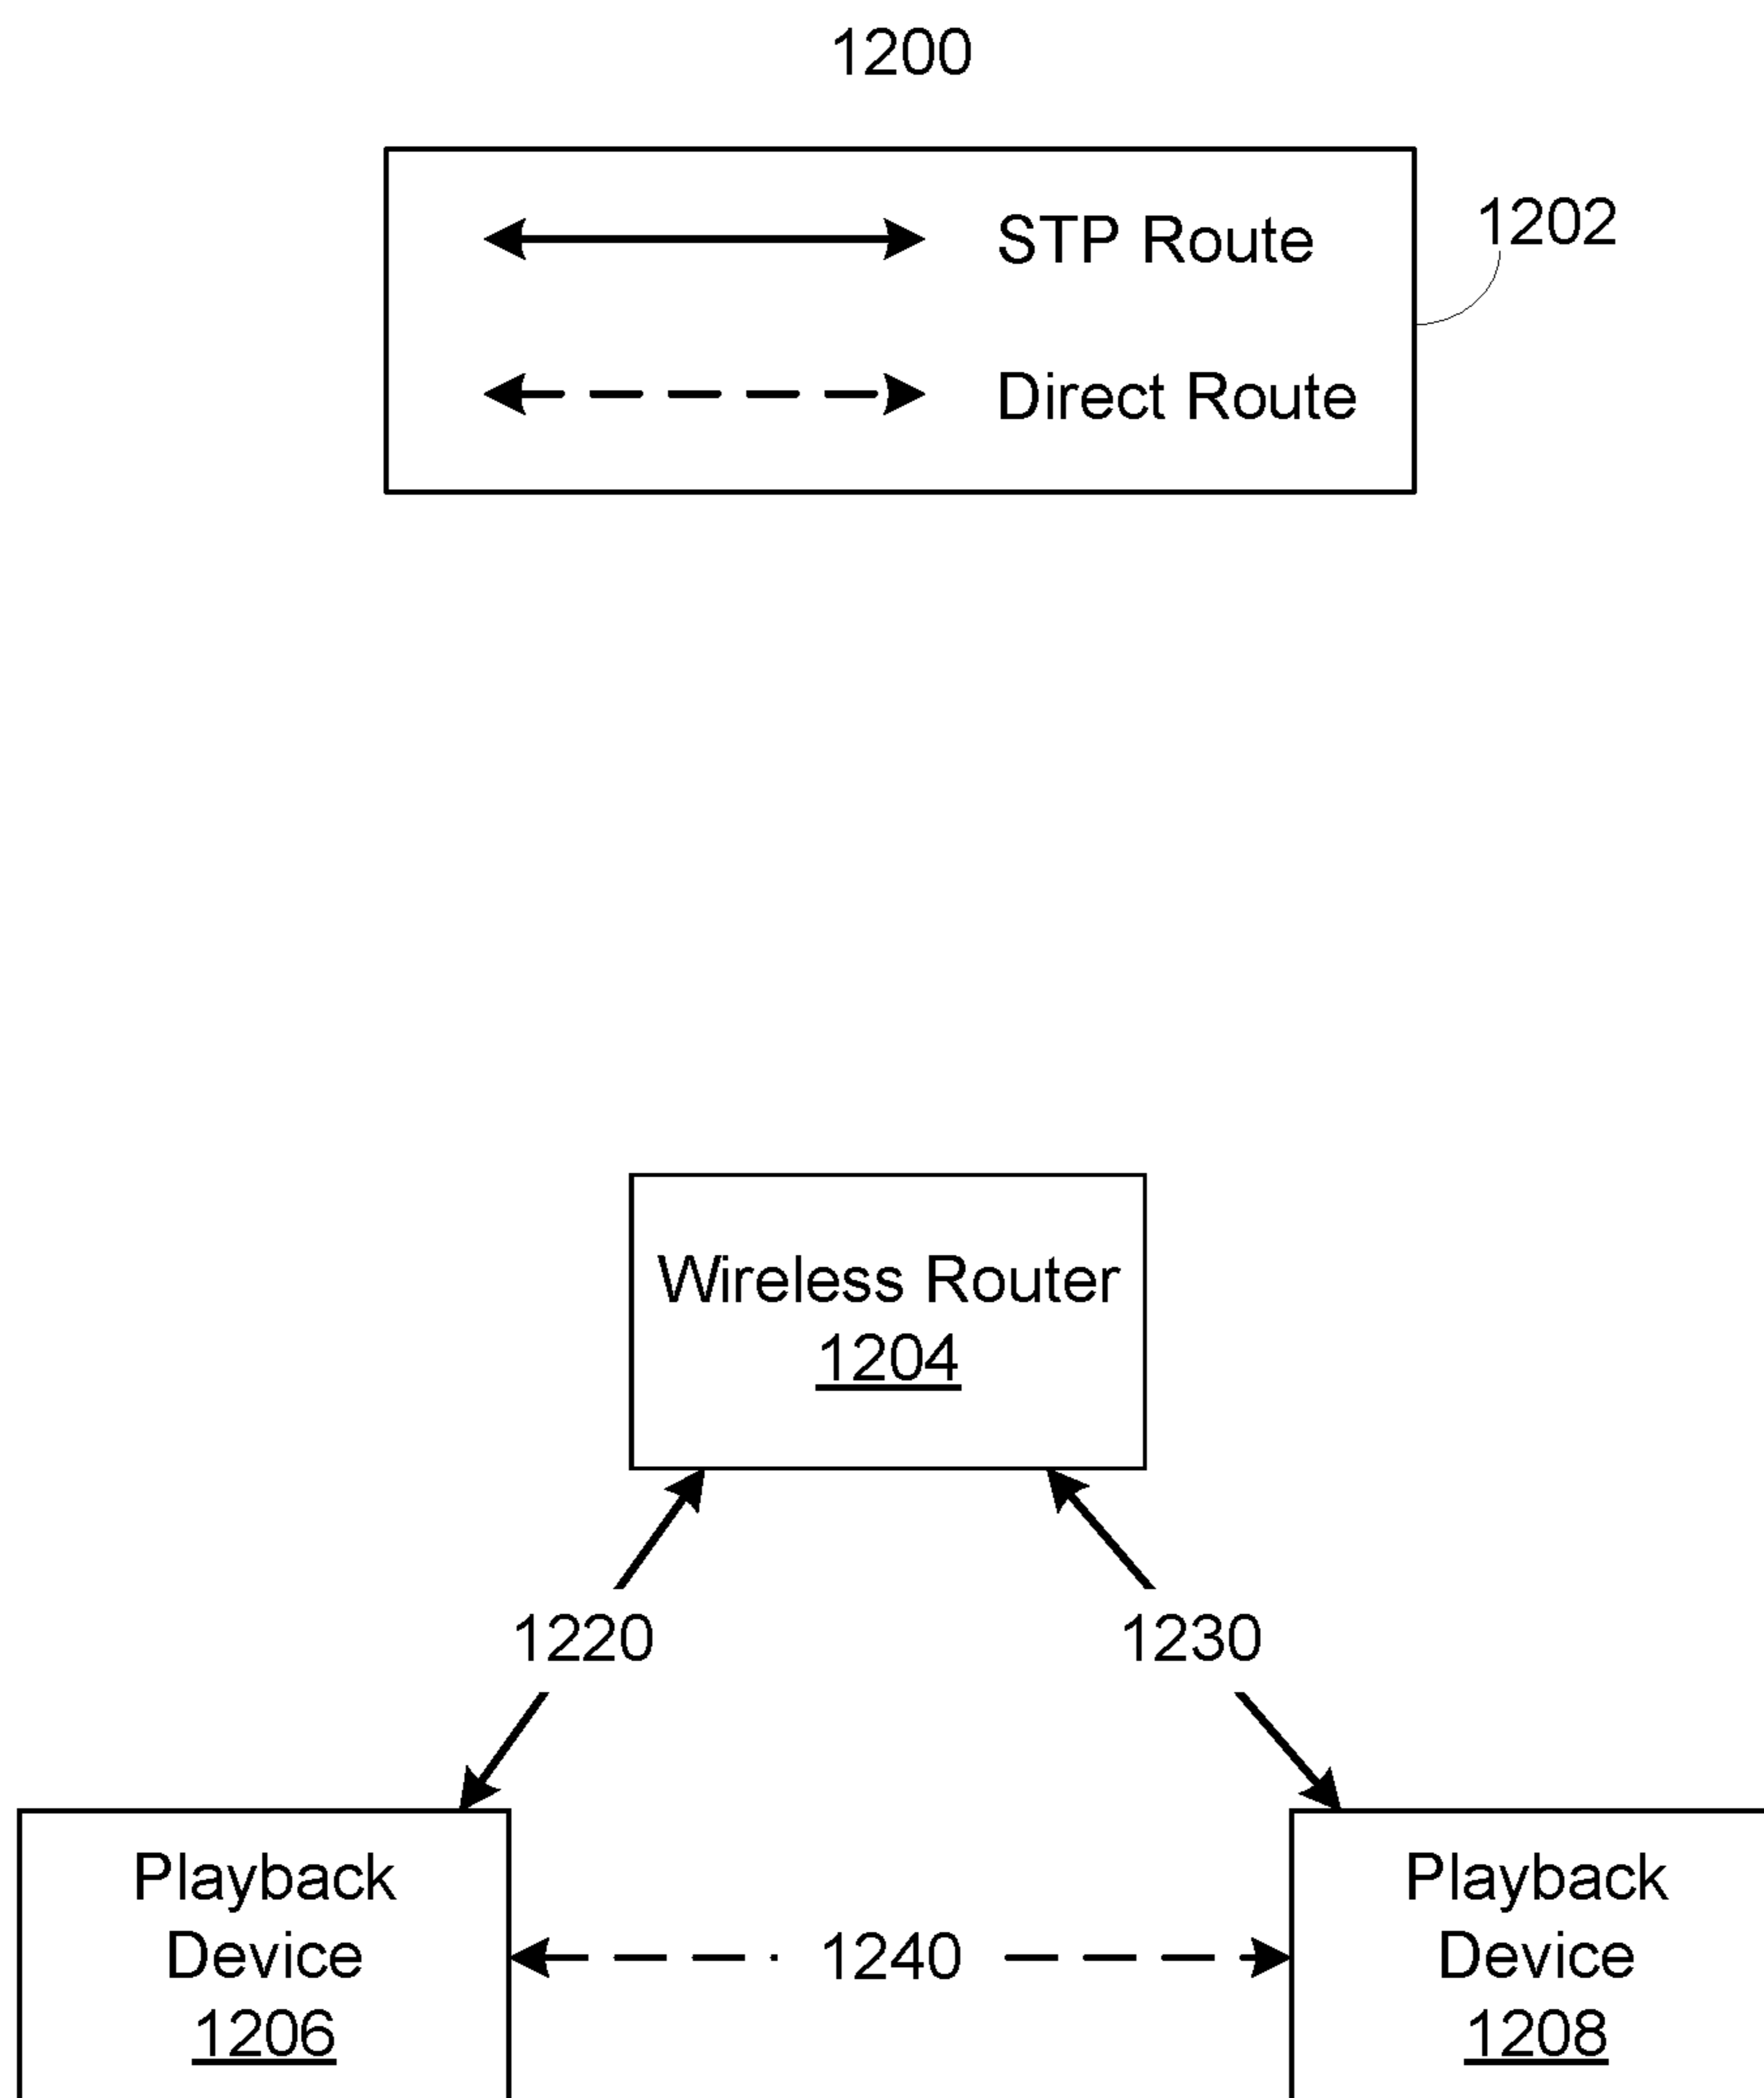 1200
STP Route
1202
Direct Route
Wireless Router
1204
1220
1230
Playback
Device
1206
1240
Playback
Device
1208